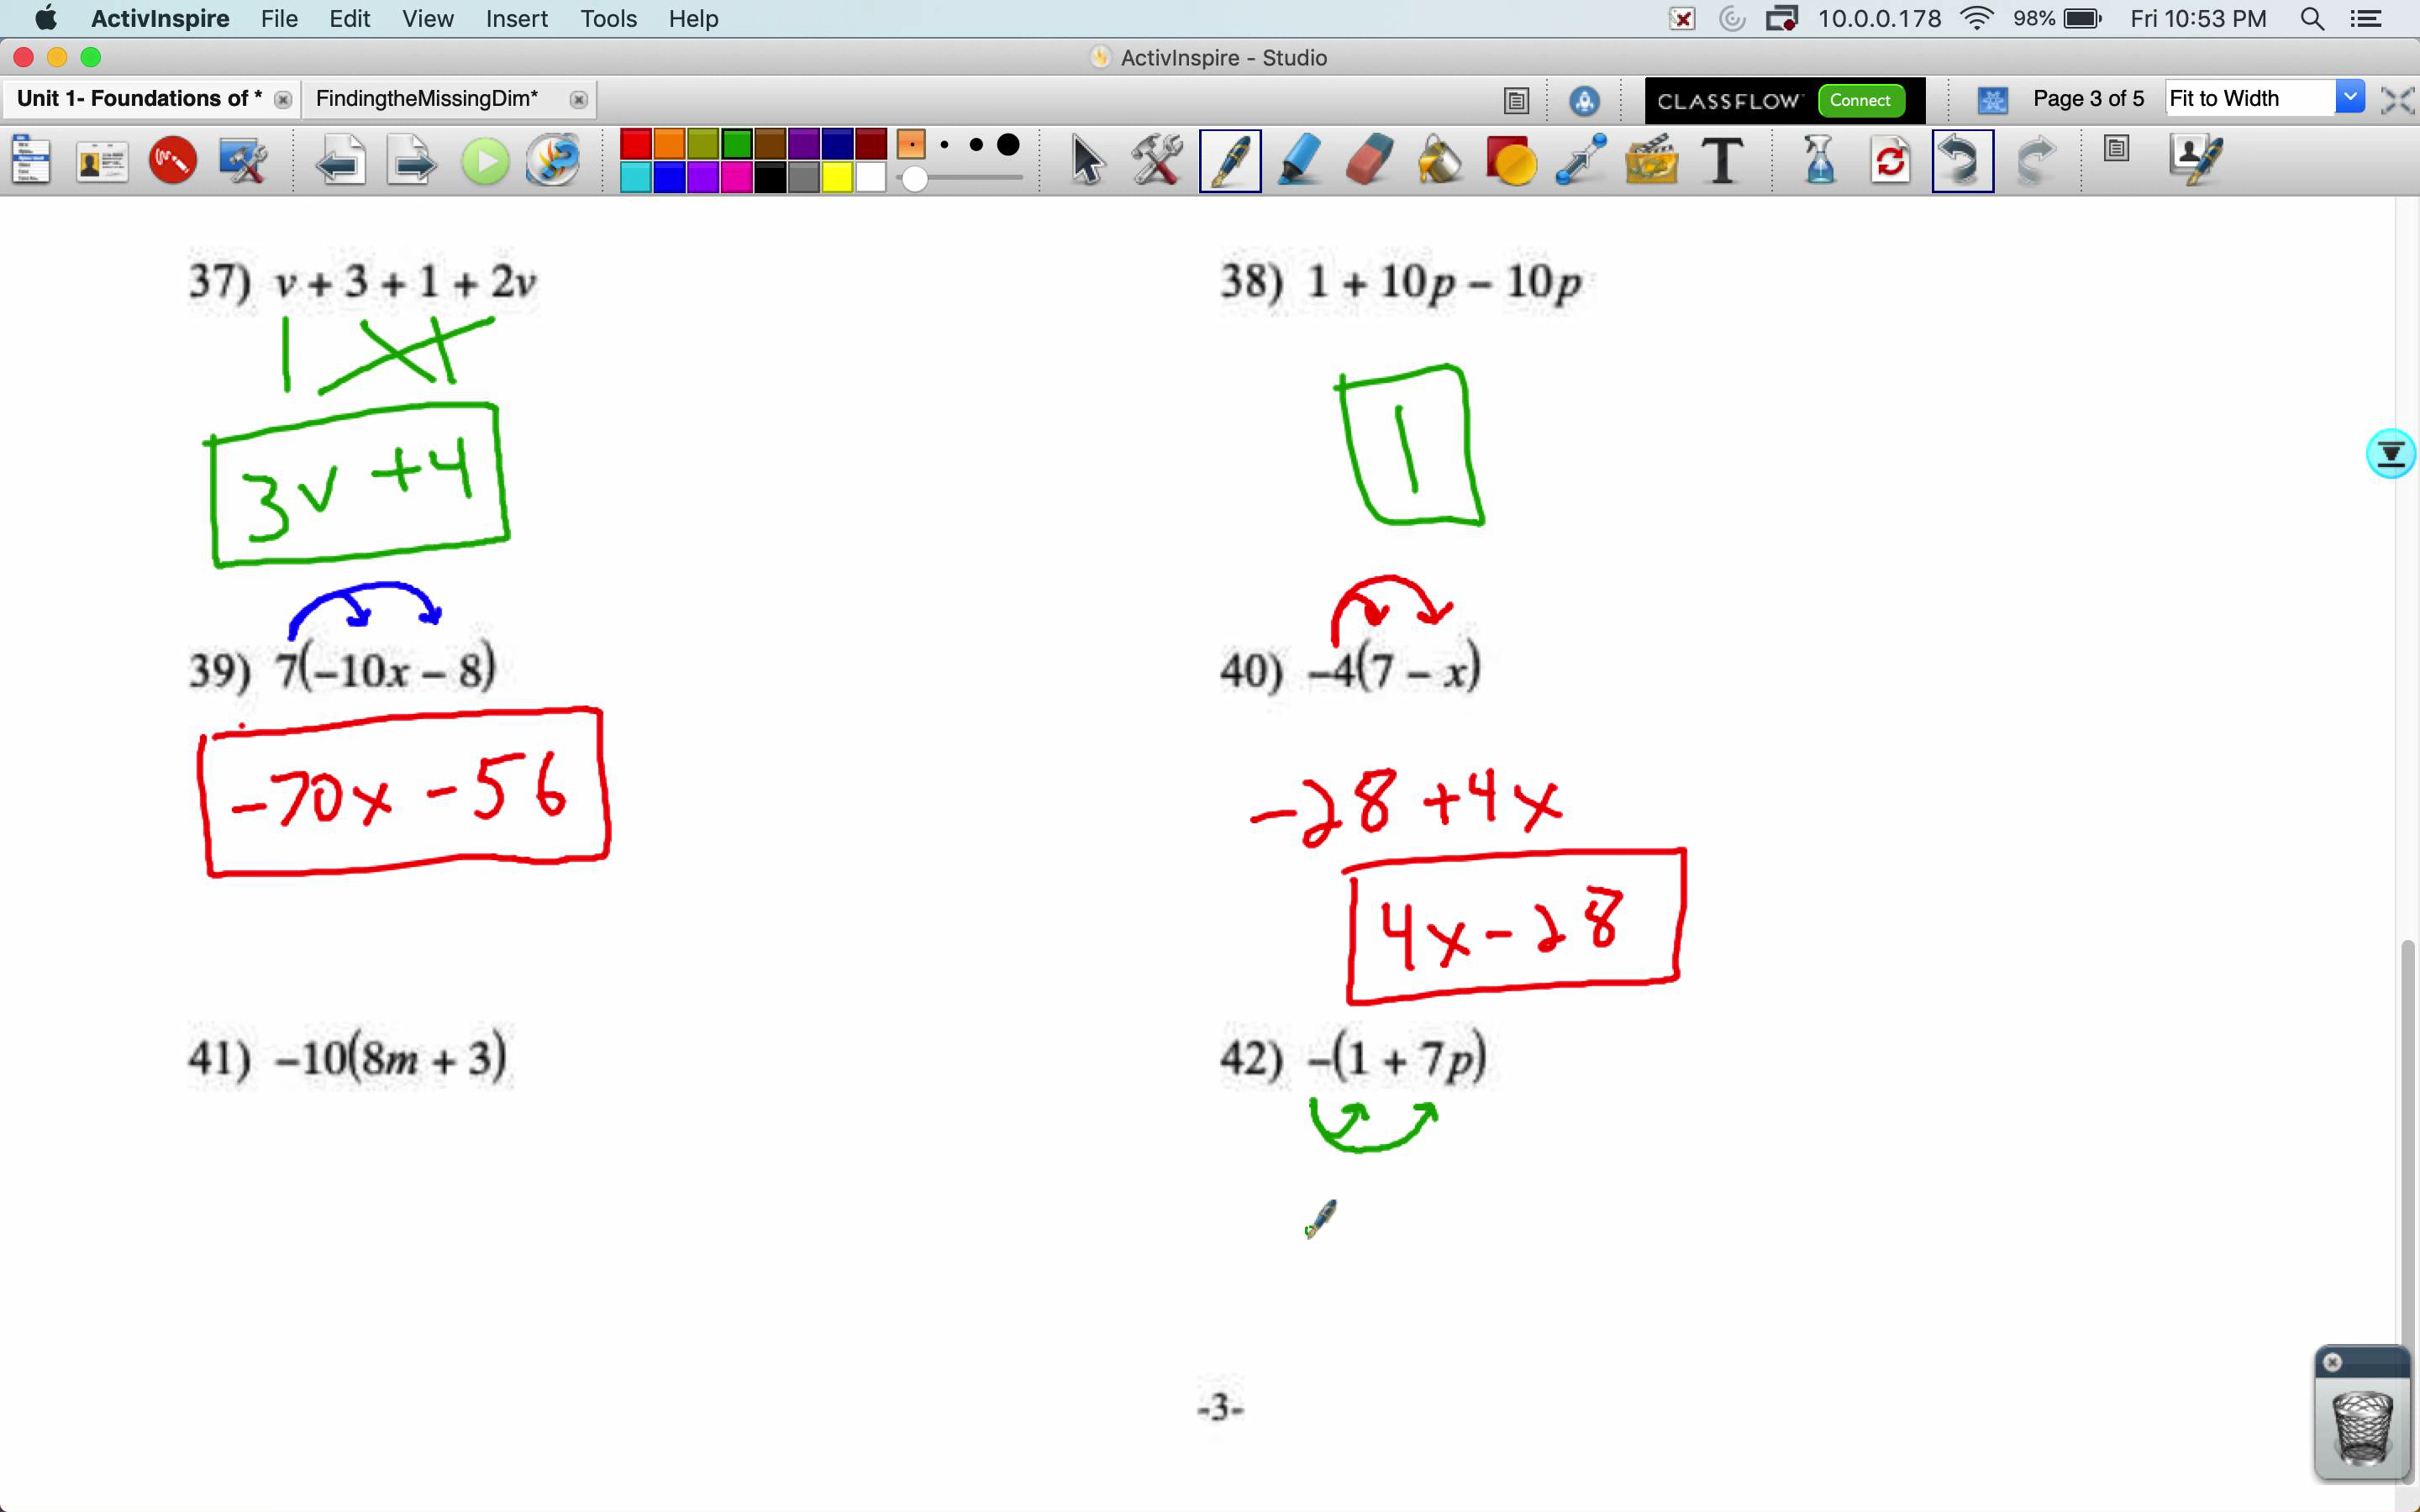 ActivInspire File Edit View Insert Tools Help 10.0.0.178 98% Fri 10:53 PM
ActivInspire - Studio
Unit 1- Foundations of * FindingtheMissingDim* CLASSFLOW Connect Page 3 of 5 Fit to Width
T
37) v + 3 + 1 + 2v
38) 1 + 10p − 10p
3v + 4
1
39) 7(−10x − 8)
40) −4(7 − x)
-70x - 56
-28 + 4x
4x - 28
41) −10(8m + 3)
42) −(1 + 7p)
-3-